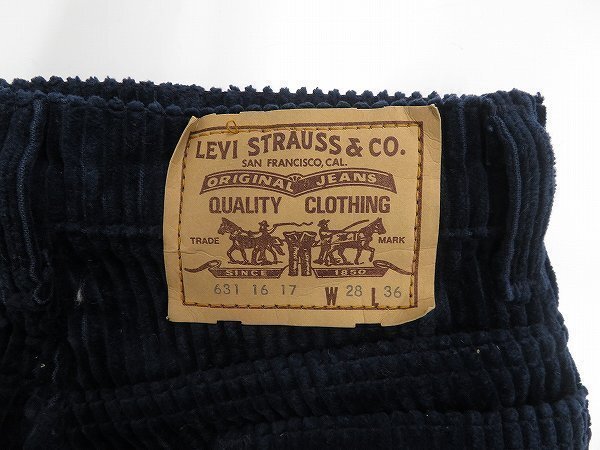 LEVI STRAUSS & CO.
SAN FRANCISCO, CAL.
ORIGINAL JEANS
QUALITY CLOTHING
TRADE MARK
SINCE 1850
631 16 17 W 28 L 36